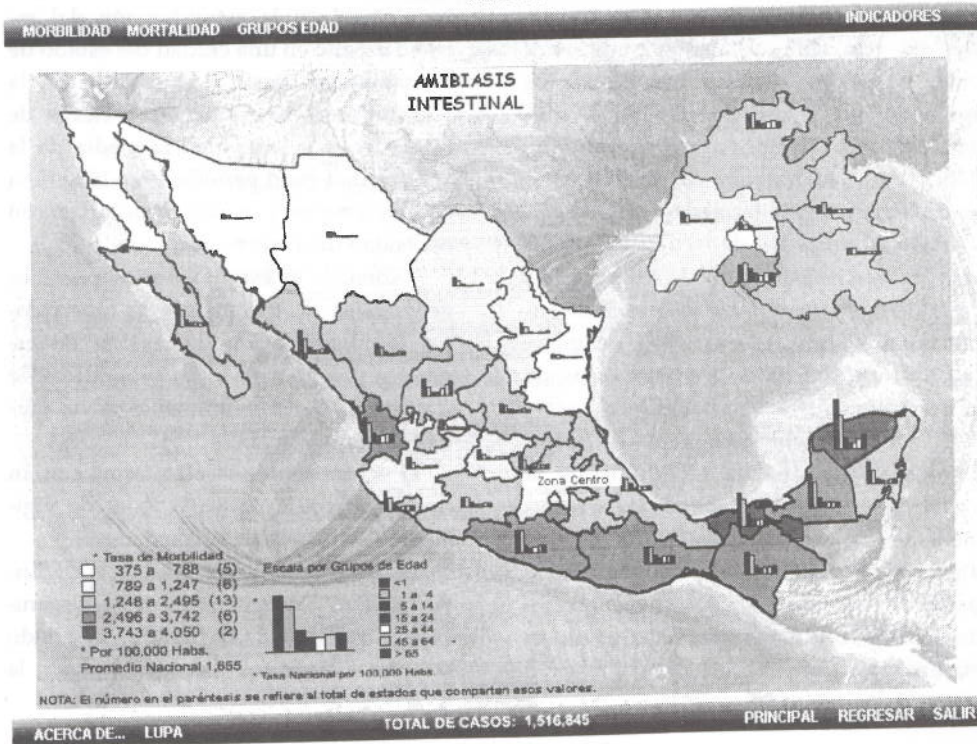 MORBILIDAD MORTALIDAD GRUPOS EDAD
INDICADORES
AMIBIASIS
INTESTINAL
Zona Centro
* Tasa de Morbilidad
375 a 788 (5)
789 a 1,247 (6)
1,248 a 2,495 (13)
2,496 a 3,742 (6)
3,743 a 4,050 (2)
* Por 100,000 Habs.
Promedio Nacional 1,655
Escala por Grupos de Edad
*
<1
1 a 4
5 a 14
15 a 24
25 a 44
45 a 64
> 65
* Tasa Nacional por 100,000 Habs.
NOTA: El número en el paréntesis se refiere al total de estados que comparten esos valores.
ACERCA DE... LUPA
TOTAL DE CASOS: 1,516,845
PRINCIPAL REGRESAR SALIR